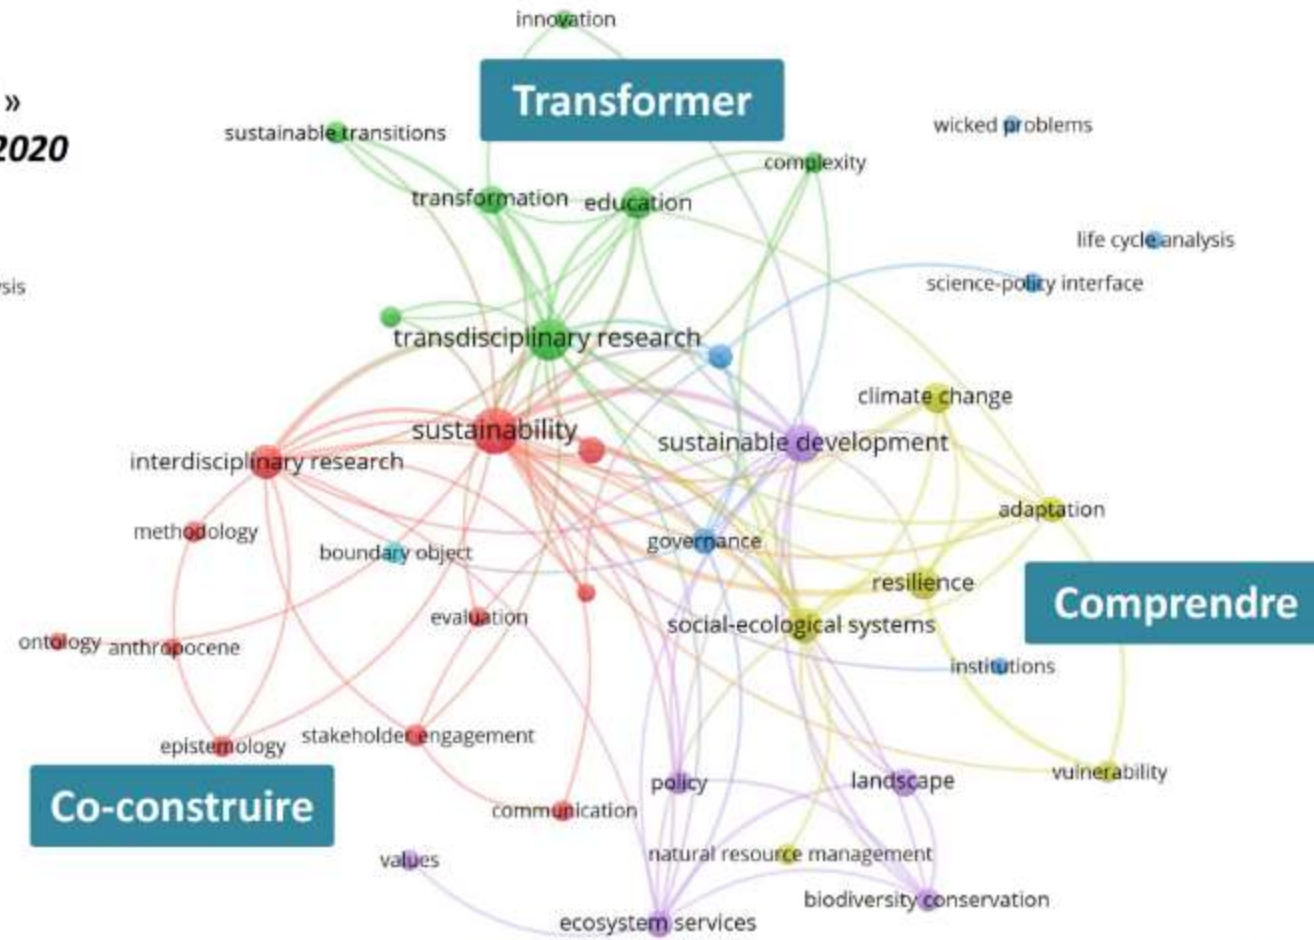 innovation
»
Transformer
2020
sustainable transitions
wicked problems
complexity
transformation
education
life cycle analysis
science-policy interface
transdisciplinary research
climate change
sustainability
sustainable development
interdisciplinary research
adaptation
methodology
governance
boundary object
resilience
Comprendre
evaluation
social-ecological systems
ontology
anthropocene
institutions
stakeholder engagement
epistemology
vulnerability
policy
landscape
Co-construire
communication
natural resource management
values
biodiversity conservation
ecosystem services